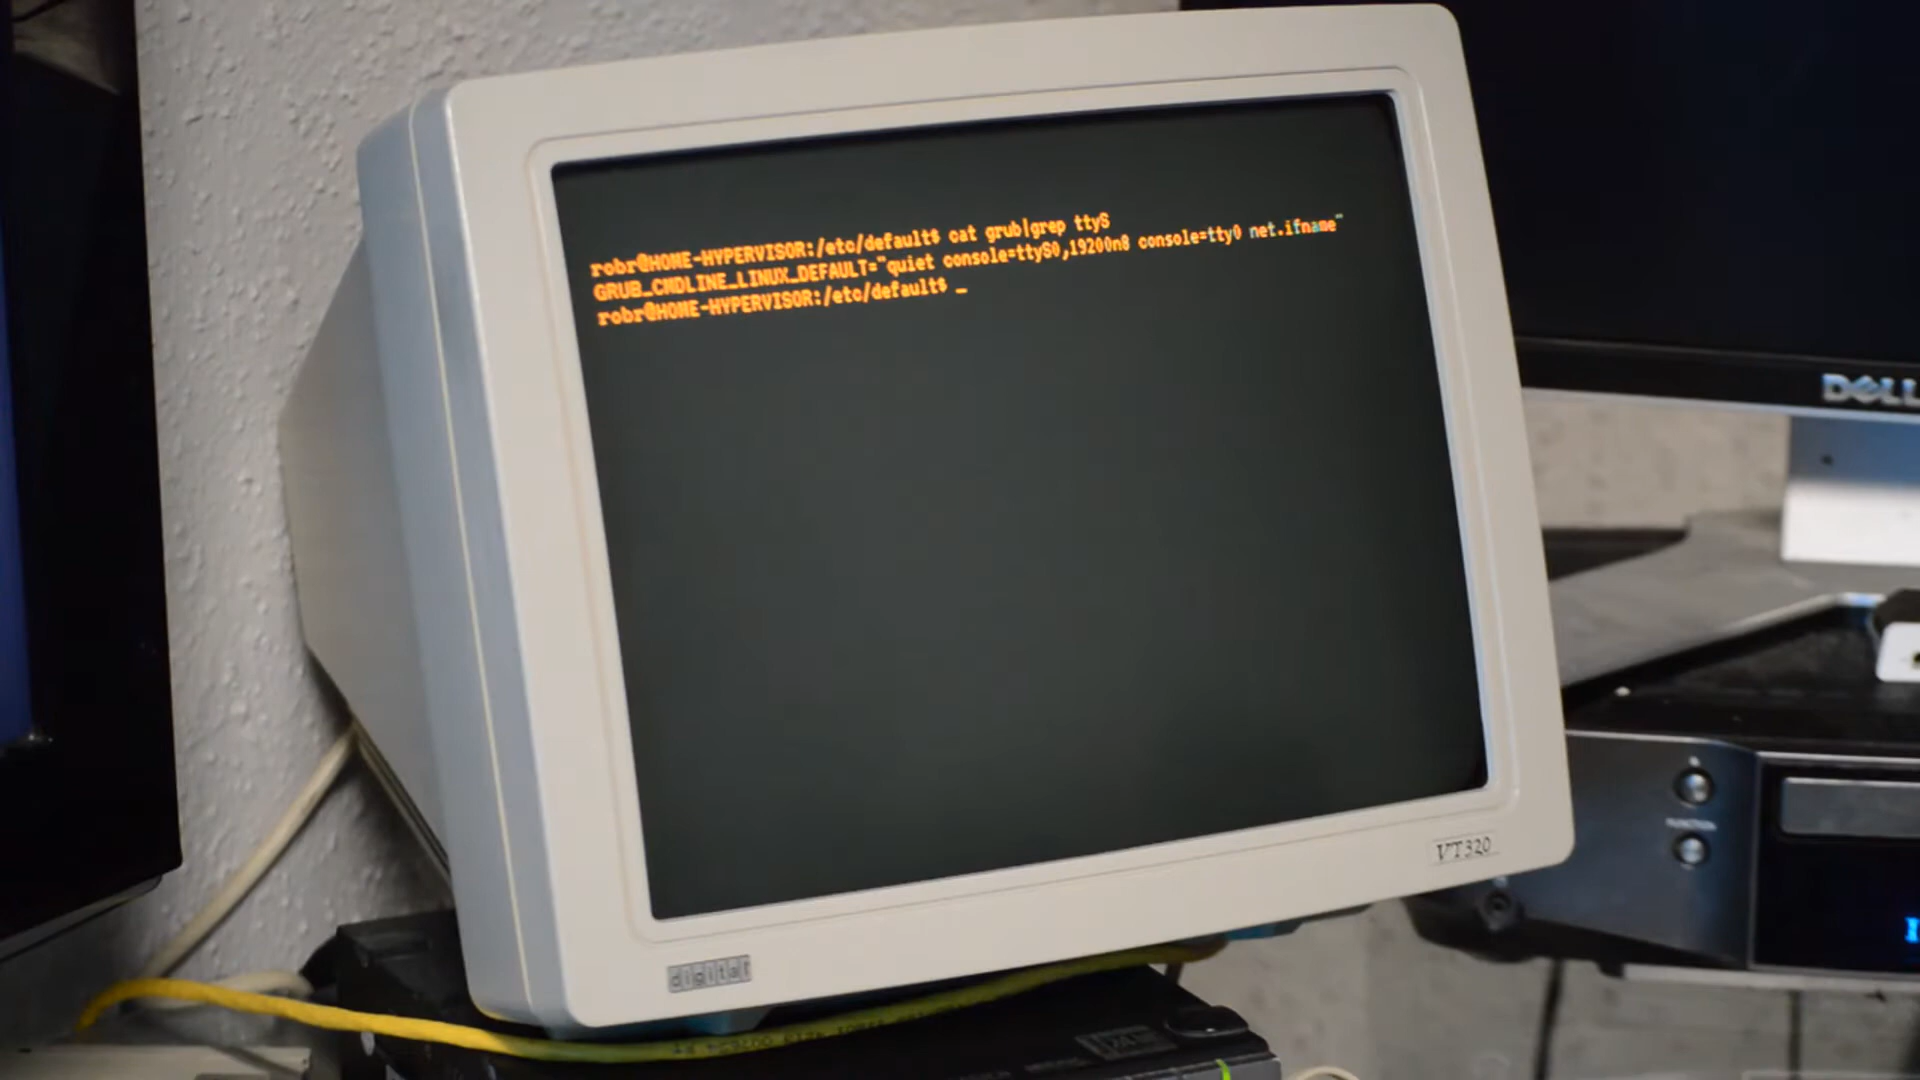 robr@HOME-HYPERVISOR:/etc/default$ cat grub|grep ttyS
GRUB_CMDLINE_LINUX_DEFAULT="quiet console=ttyS0,19200n8 console=tty0 net.ifname"
robr@HOME-HYPERVISOR:/etc/default$ _
DELL
FUNCTION
VT320
digital